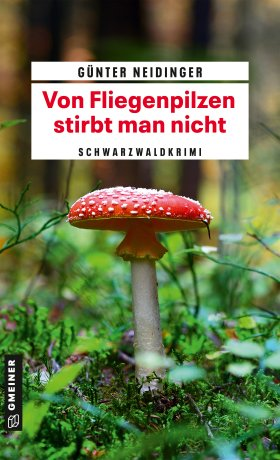 GÜNTER NEIDINGER
Von Fliegenpilzen
stirbt man nicht
SCHWARZWALDKRIMI
GMEINER